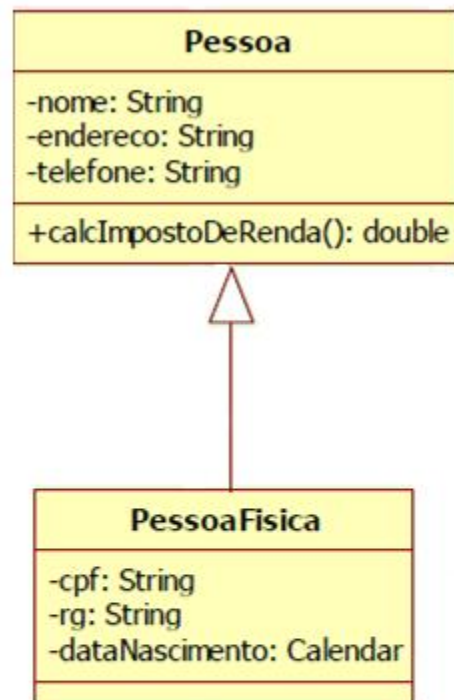 Pessoa
-nome: String
-endereco: String
-telefone: String
+calcImpostoDeRenda(): double
PessoaFisica
-cpf: String
-rg: String
-dataNascimento: Calendar